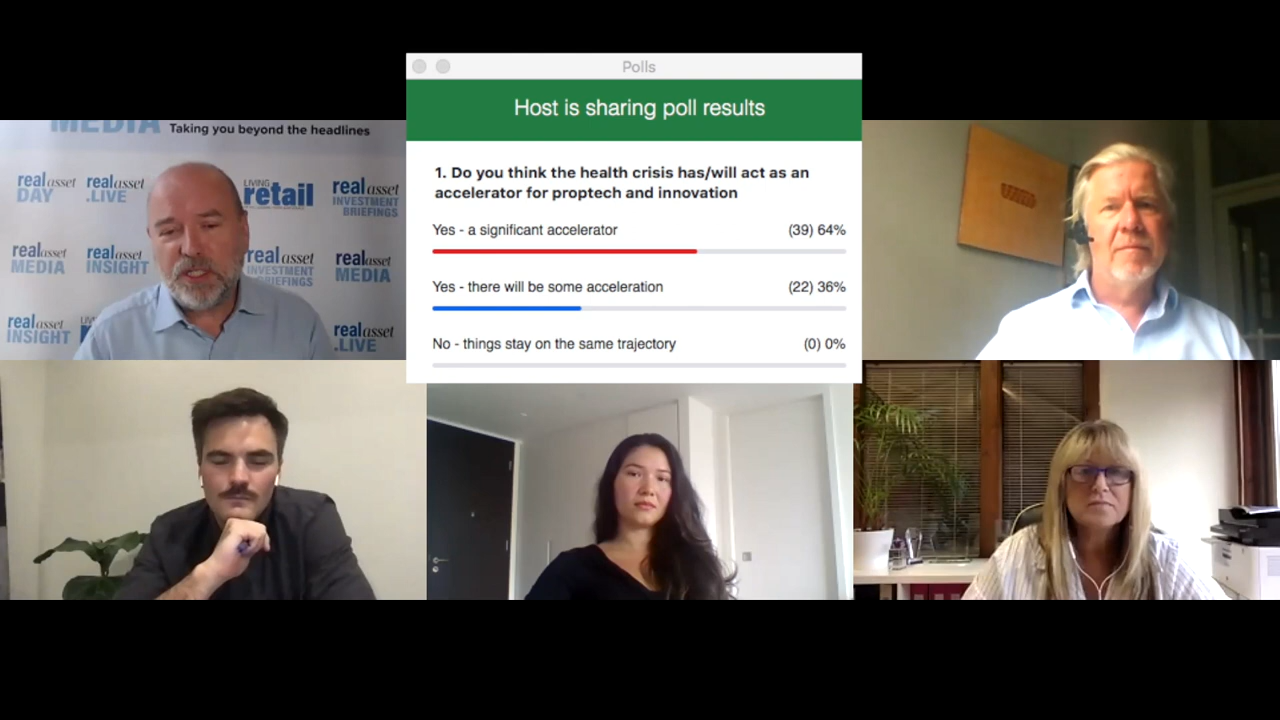 Polls
Host is sharing poll results
1. Do you think the health crisis has/will act as an
accelerator for proptech and innovation
Yes - a significant accelerator (39) 64%
Yes - there will be some acceleration (22) 36%
No - things stay on the same trajectory (0) 0%
MEDIA Taking you beyond the headlines
real asset DAY
real asset .LIVE
LIVING retail
real asset INVESTMENT BRIEFINGS
real asset MEDIA
real asset INSIGHT
real asset INVESTMENT BRIEFINGS
real asset MEDIA
real asset INSIGHT
real asset .LIVE